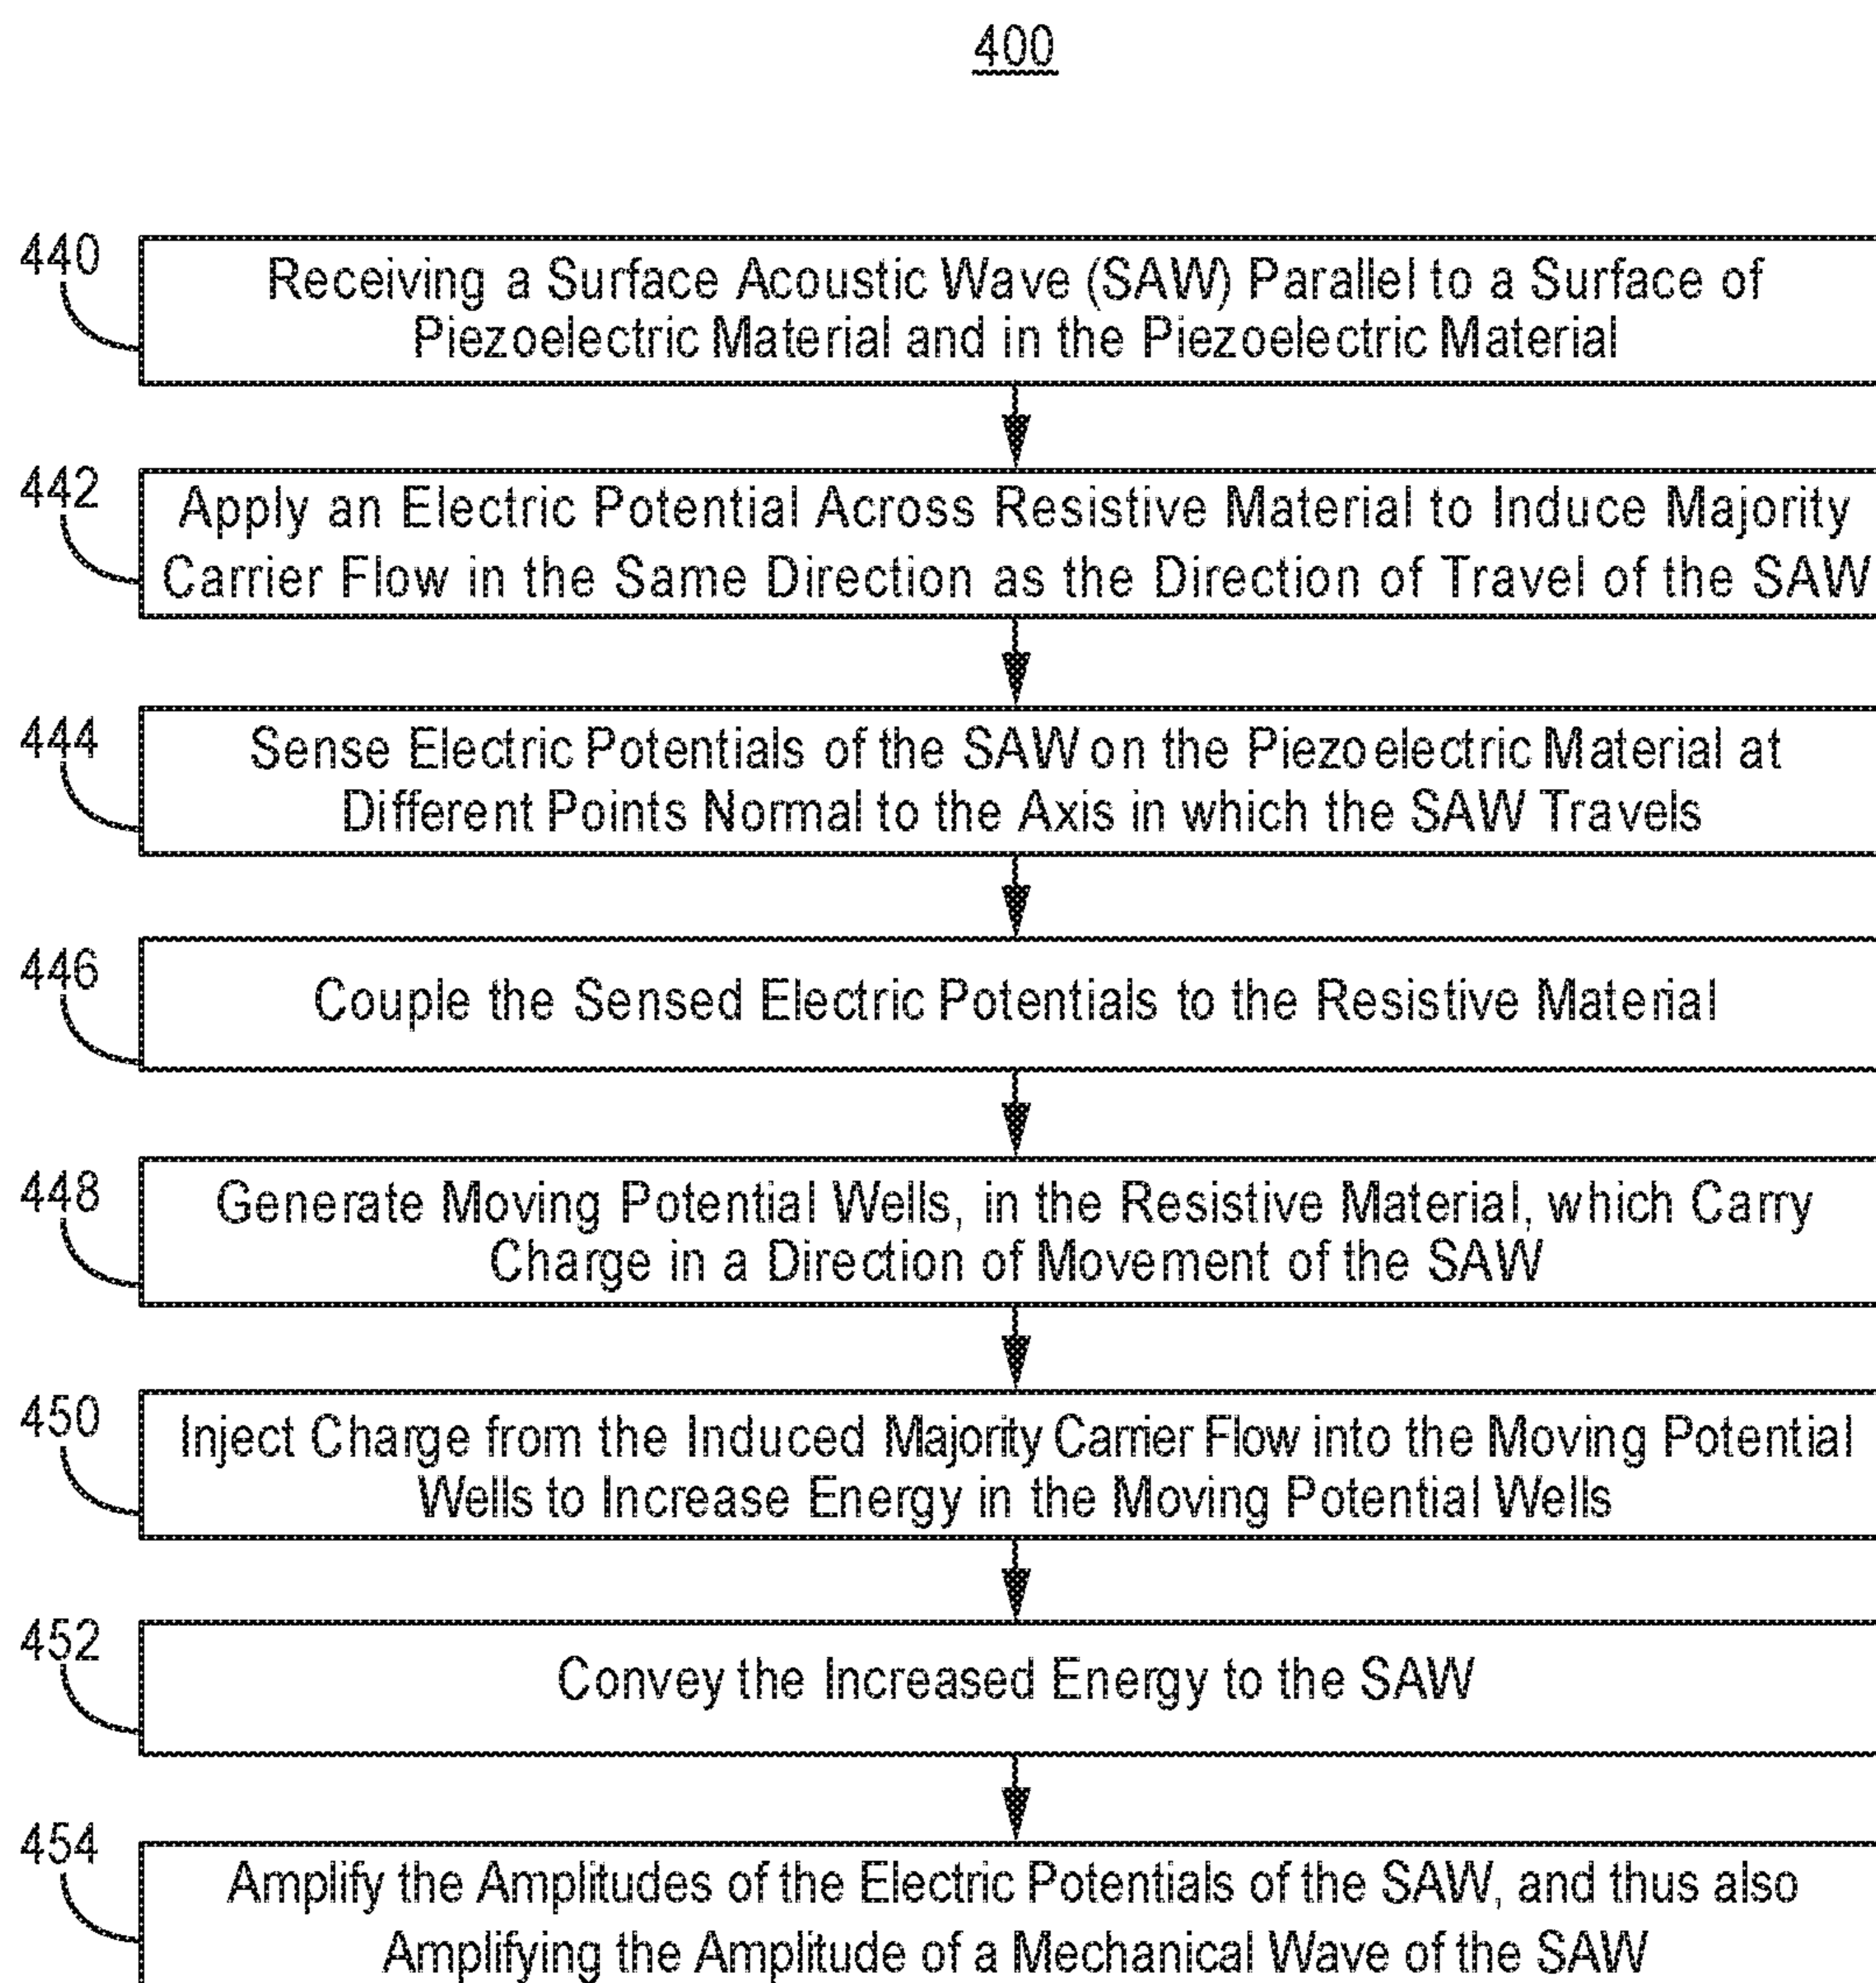 400
440
Receiving a Surface Acoustic Wave (SAW) Parallel to a Surface of
Piezoelectric Material and in the Piezoelectric Material
442
Apply an Electric Potential Across Resistive Material to Induce Majority
Carrier Flow in the Same Direction as the Direction of Travel of the SAW
444
Sense Electric Potentials of the SAW on the Piezoelectric Material at
Different Points Normal to the Axis in which the SAW Travels
446
Couple the Sensed Electric Potentials to the Resistive Material
448
Generate Moving Potential Wells, in the Resistive Material, which Carry
Charge in a Direction of Movement of the SAW
450
Inject Charge from the Induced Majority Carrier Flow into the Moving Potential
Wells to Increase Energy in the Moving Potential Wells
452
Convey the Increased Energy to the SAW
454
Amplify the Amplitudes of the Electric Potentials of the SAW, and thus also
Amplifying the Amplitude of a Mechanical Wave of the SAW